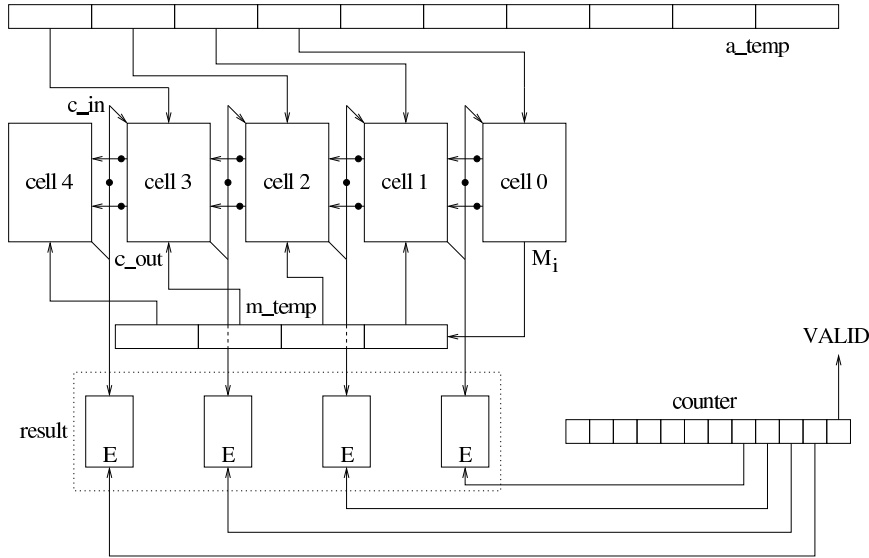 a_temp
c_in
cell 4
cell 3
cell 2
cell 1
cell 0
c_out
M_i
m_temp
VALID
counter
result
E
E
E
E